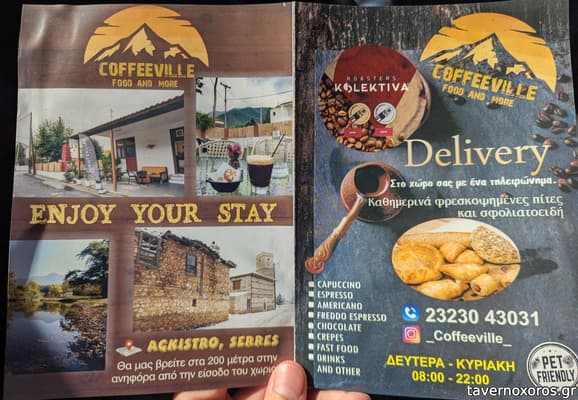 COFFEEVILLE
FOOD AND MORE
ENJOY YOUR STAY
AGKISTRO, SERRES
Θα μας βρείτε στα 200 μέτρα στην
ανηφόρα από την είσοδο του χωριο
ROASTERS
KOLEKTIVA
COFFEEVILLE
FOOD AND MORE
Delivery
Στο χώρο σας με ένα τηλεφώνημα.
Καθημερινά φρεσκοψημένες πίτες
και σφολιατοειδή
CAPUCCINO
ESPRESSO
AMERICANO
FREDDO ESPRESSO
CHOCOLATE
CREPES
FAST FOOD
DRINKS
AND OTHER
23230 43031
_Coffeeville_
ΔΕΥΤΕΡΑ - ΚΥΡΙΑΚΗ
08:00 - 22:00
PET
FRIENDLY
tavernoxoros.gr